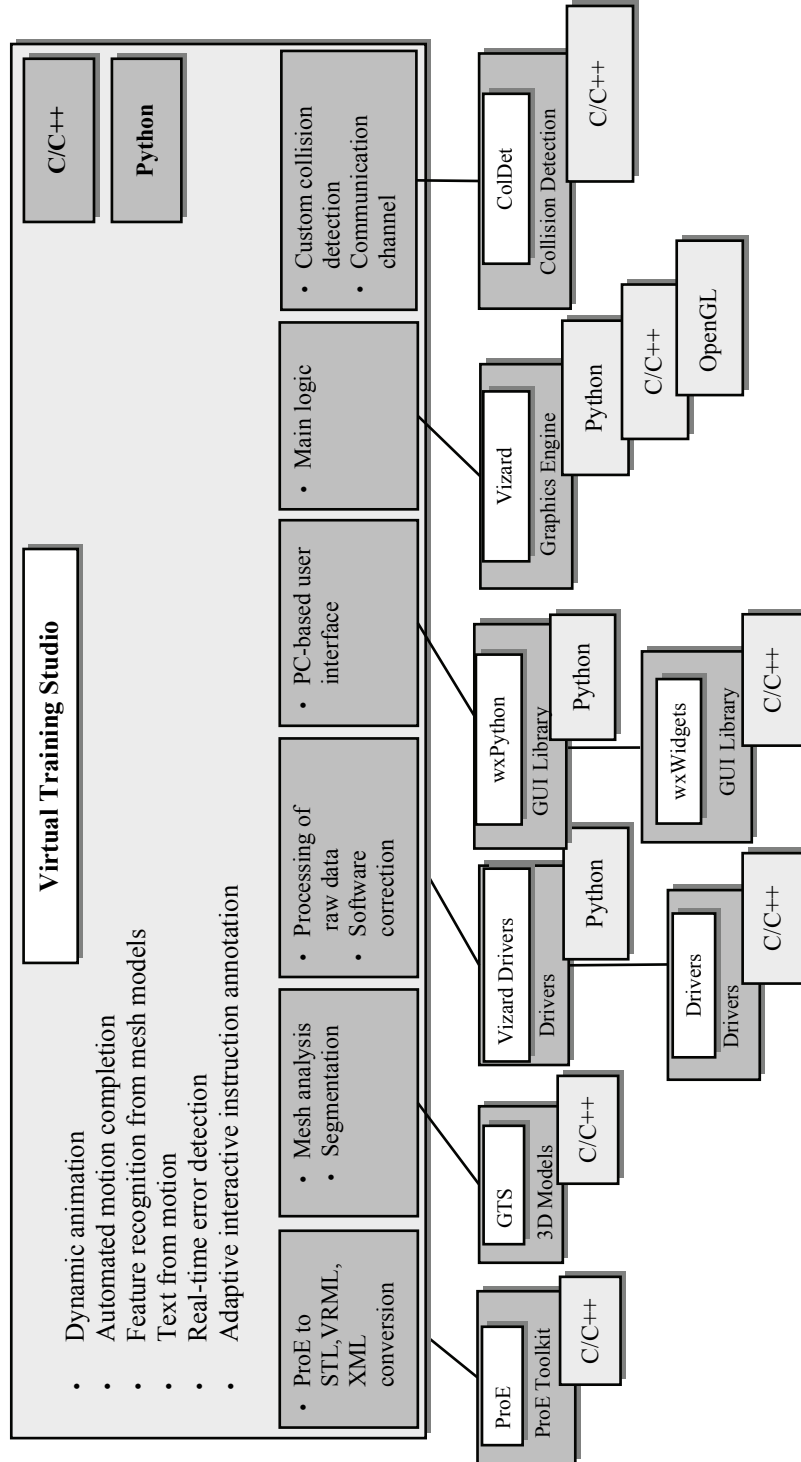 Virtual Training Studio
C/C++
Python
• Dynamic animation
• Automated motion completion
• Feature recognition from mesh models
• Text from motion
• Real-time error detection
• Adaptive interactive instruction annotation
• ProE to
STL,VRML,
XML
conversion
• Mesh analysis
• Segmentation
• Processing of
raw data
• Software
correction
• PC-based user
interface
• Main logic
• Custom collision
detection
• Communication
channel
ProE
ProE Toolkit
C/C++
GTS
3D Models
C/C++
Vizard Drivers
Drivers
Python
Drivers
Drivers
C/C++
wxPython
GUI Library
Python
wxWidgets
GUI Library
C/C++
Vizard
Graphics Engine
Python
C/C++
OpenGL
ColDet
Collision Detection
C/C++